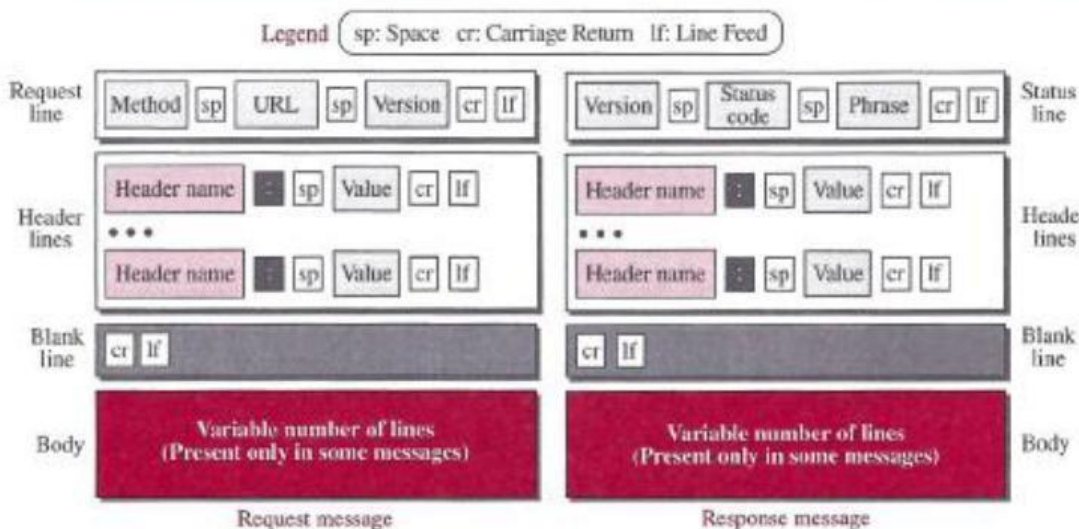 Legend sp: Space cr: Carriage Return lf: Line Feed
Request line
Method sp URL sp Version cr lf
Version sp Status code sp Phrase cr lf
Status line
Header lines
Header name : sp Value cr lf
• • •
Header name : sp Value cr lf
Header name : sp Value cr lf
• • •
Header name : sp Value cr lf
Heade lines
Blank line
cr lf
cr lf
Blank line
Body
Variable number of lines
(Present only in some messages)
Variable number of lines
(Present only in some messages)
Body
Request message
Response message